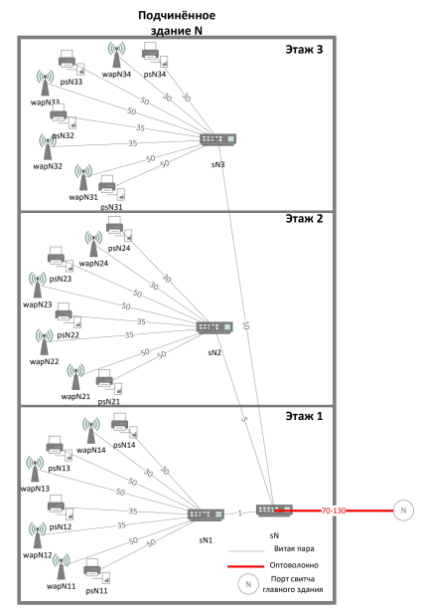 Подчинённое
здание N
Этаж 3
wapN34
psN34
psN33
wapN33
psN32
wapN32
wapN31
psN31
30
30
50
50
35
35
50
50
sN3
Этаж 2
psN24
wapN24
psN23
wapN23
psN22
wapN22
wapN21
psN21
30
30
50
50
35
35
50
50
sN2
10
5
Этаж 1
psN14
wapN14
psN13
wapN13
psN12
wapN12
wapN11
psN11
30
30
50
50
35
35
50
50
sN1
1
sN
70-130
N
Витая пара
Оптоволокно
N
Порт свитча
главного здания